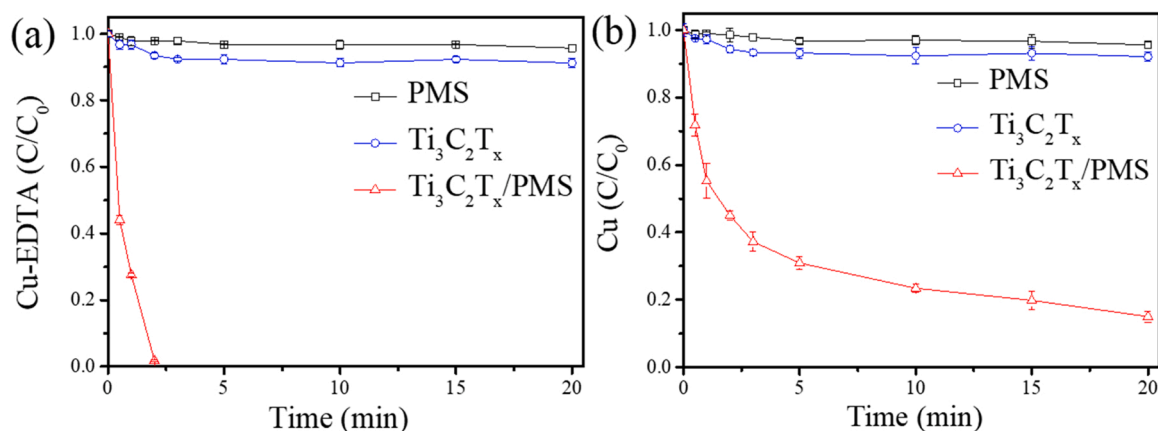 (a)
1.0
0.8
0.6
0.4
0.2
0.0
Cu-EDTA (C/C₀)
PMS
Ti₃C₂Tₓ
Ti₃C₂Tₓ/PMS
0
5
10
15
20
Time (min)
(b)
1.0
0.8
0.6
0.4
0.2
0.0
Cu (C/C₀)
PMS
Ti₃C₂Tₓ
Ti₃C₂Tₓ/PMS
0
5
10
15
20
Time (min)